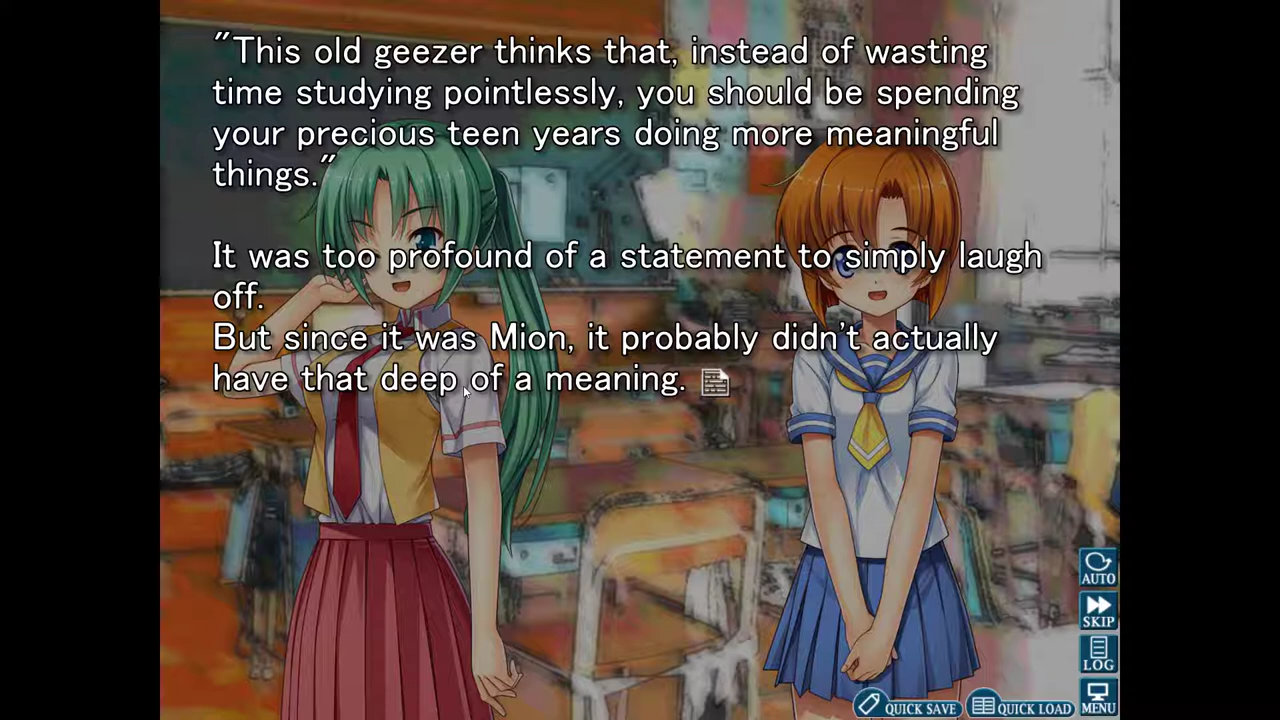 "This old geezer thinks that, instead of wasting
time studying pointlessly, you should be spending
your precious teen years doing more meaningful
things."
It was too profound of a statement to simply laugh
off.
But since it was Mion, it probably didn't actually
have that deep of a meaning.
AUTO
SKIP
LOG
MENU
QUICK SAVE
QUICK LOAD